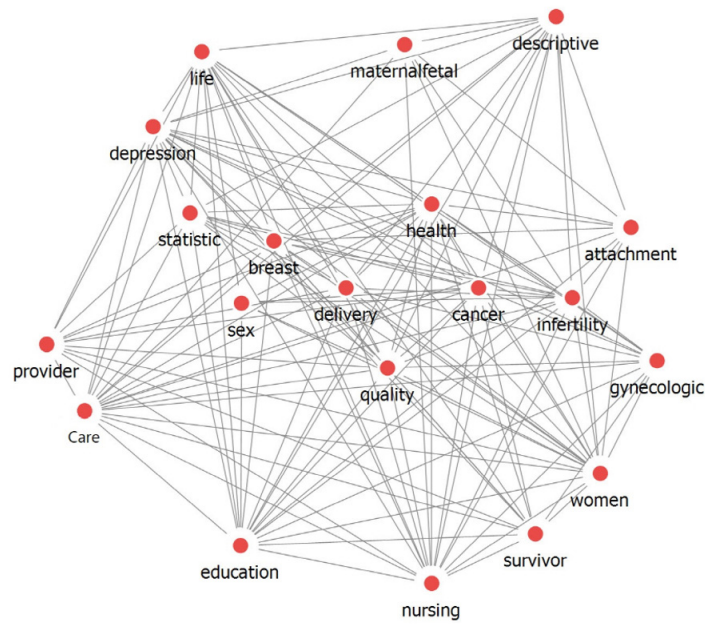 descriptive
maternalfetal
life
depression
health
statistic
attachment
breast
delivery
cancer
infertility
sex
provider
quality
gynecologic
Care
women
survivor
education
nursing